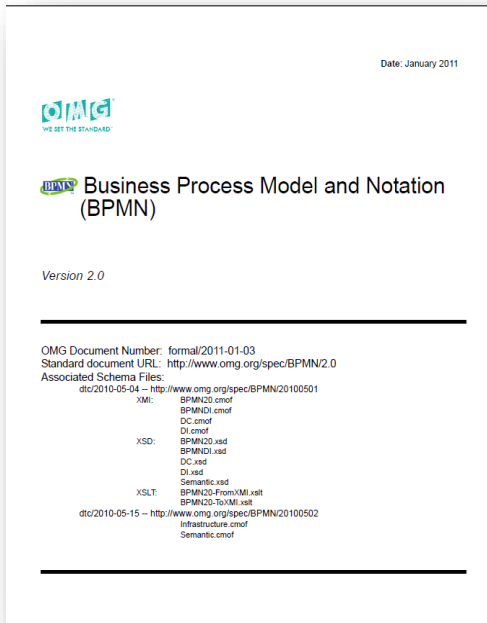 Date: January 2011
OMG
WE SET THE STANDARD
BPMN Business Process Model and Notation
(BPMN)
Version 2.0
OMG Document Number: formal/2011-01-03
Standard document URL: http://www.omg.org/spec/BPMN/2.0
Associated Schema Files:
dtc/2010-05-04 -- http://www.omg.org/spec/BPMN/20100501
XMI: BPMN20.cmof
BPMNDI.cmof
DC.cmof
DI.cmof
XSD: BPMN20.xsd
BPMNDI.xsd
DC.xsd
DI.xsd
Semantic.xsd
XSLT: BPMN20-FromXMI.xslt
BPMN20-ToXMI.xslt
dtc/2010-05-15 -- http://www.omg.org/spec/BPMN/20100502
Infrastructure.cmof
Semantic.cmof